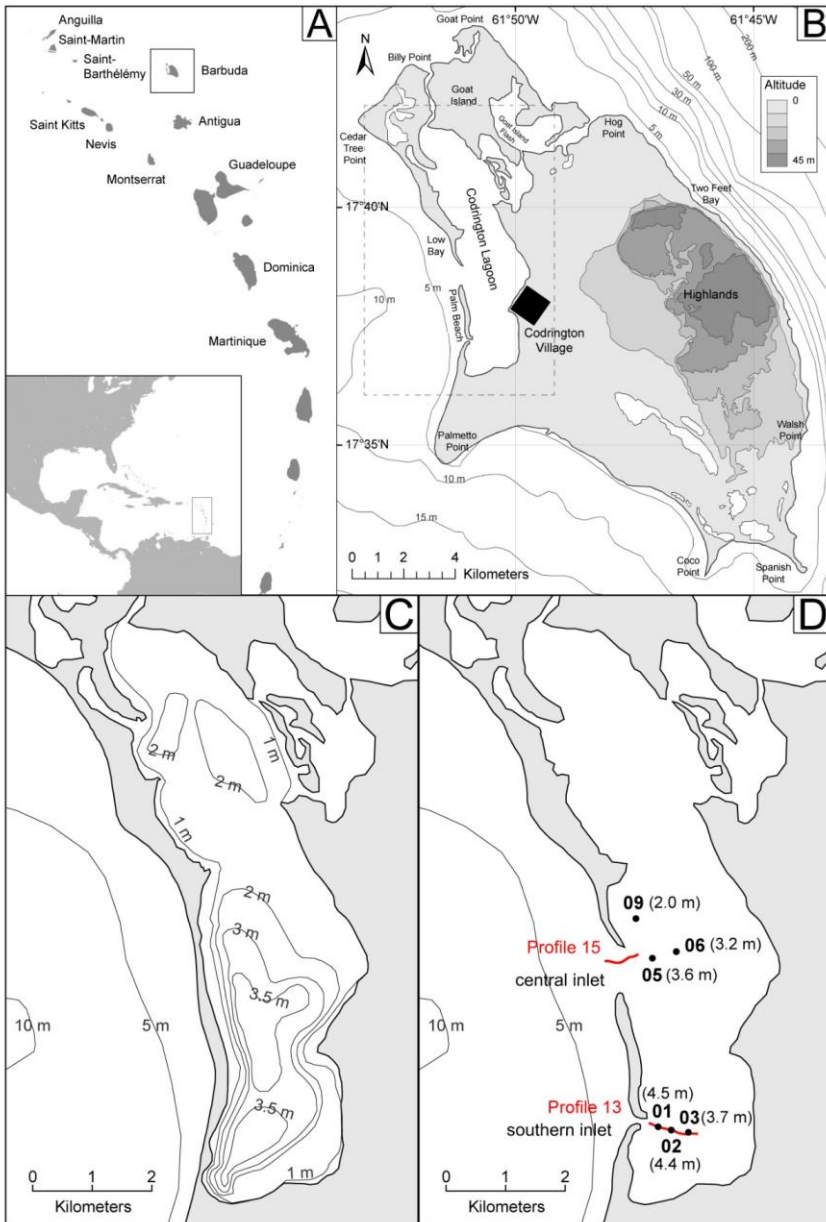 A
Anguilla
Saint-Martin
Saint-
Barthélémy
Barbuda
Saint Kitts
Nevis
Antigua
Montserrat
Guadeloupe
Dominica
Martinique
B
61°50'W
61°45'W
N
Goat Point
Billy Point
Goat
Island
Goat Island
Flash
Cedar
Tree
Point
Hog
Point
200 m
100 m
50 m
30 m
10 m
5 m
Altitude
0
45 m
17°40'N
Two Feet
Bay
Codrington Lagoon
Low
Bay
5 m
10 m
Palm Beach
Highlands
Codrington
Village
17°35'N
Palmetto
Point
Walsh
Point
10 m
15 m
Coco
Point
Spanish
Point
0 2 4
Kilometers
C
2 m
1 m
2 m
1 m
2 m
3 m
3.5 m
10 m
5 m
3.5 m
1 m
0 1 2
Kilometers
D
09 (2.0 m)
Profile 15
06 (3.2 m)
05 (3.6 m)
central inlet
10 m
5 m
(4.5 m)
Profile 13
01
03 (3.7 m)
southern inlet
02
(4.4 m)
0 1 2
Kilometers